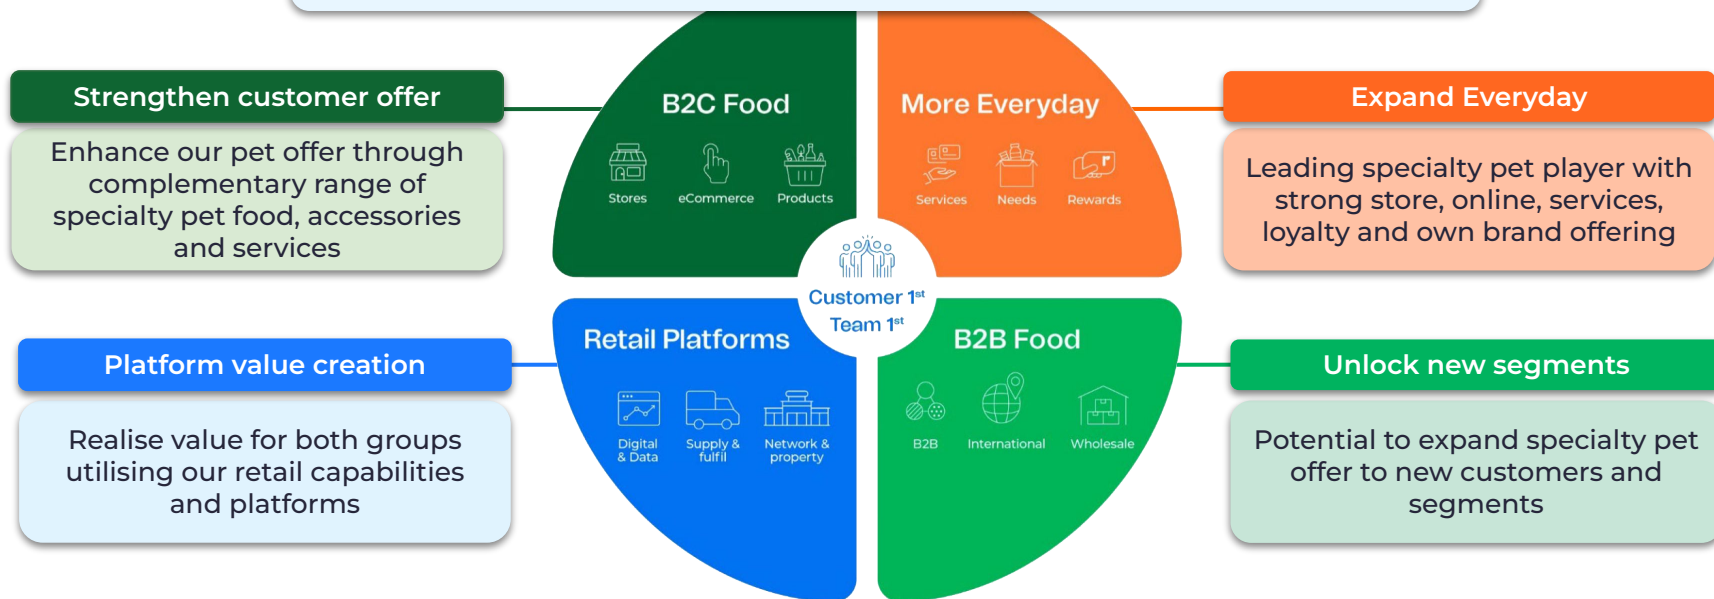 Strengthen customer offer
Enhance our pet offer through
complementary range of
specialty pet food, accessories
and services
B2C Food
Stores
eCommerce
Products
More Everyday
Services
Needs
Rewards
Expand Everyday
Leading specialty pet player with
strong store, online, services,
loyalty and own brand offering
Customer 1st
Team 1st
Platform value creation
Realise value for both groups
utilising our retail capabilities
and platforms
Retail Platforms
Digital
& Data
Supply &
fulfil
Network &
property
B2B Food
B2B
International
Wholesale
Unlock new segments
Potential to expand specialty pet
offer to new customers and
segments